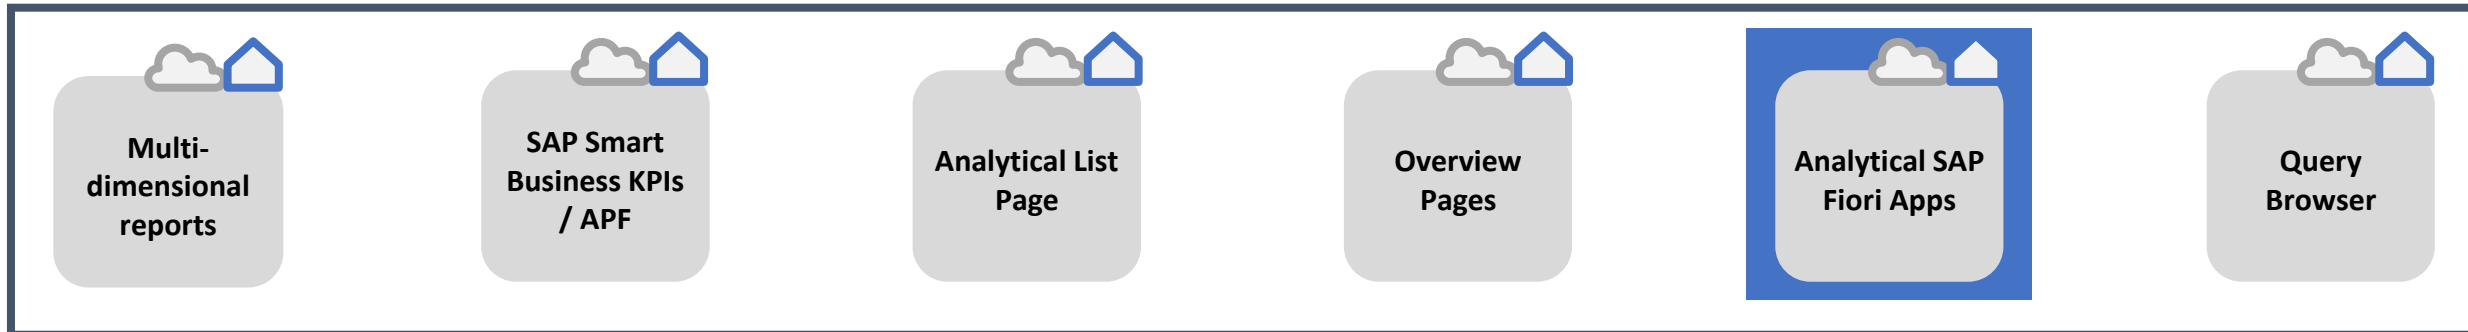 Multi-
dimensional
reports
SAP Smart
Business KPIs
/ APF
Analytical List
Page
Overview
Pages
Analytical SAP
Fiori Apps
Query
Browser